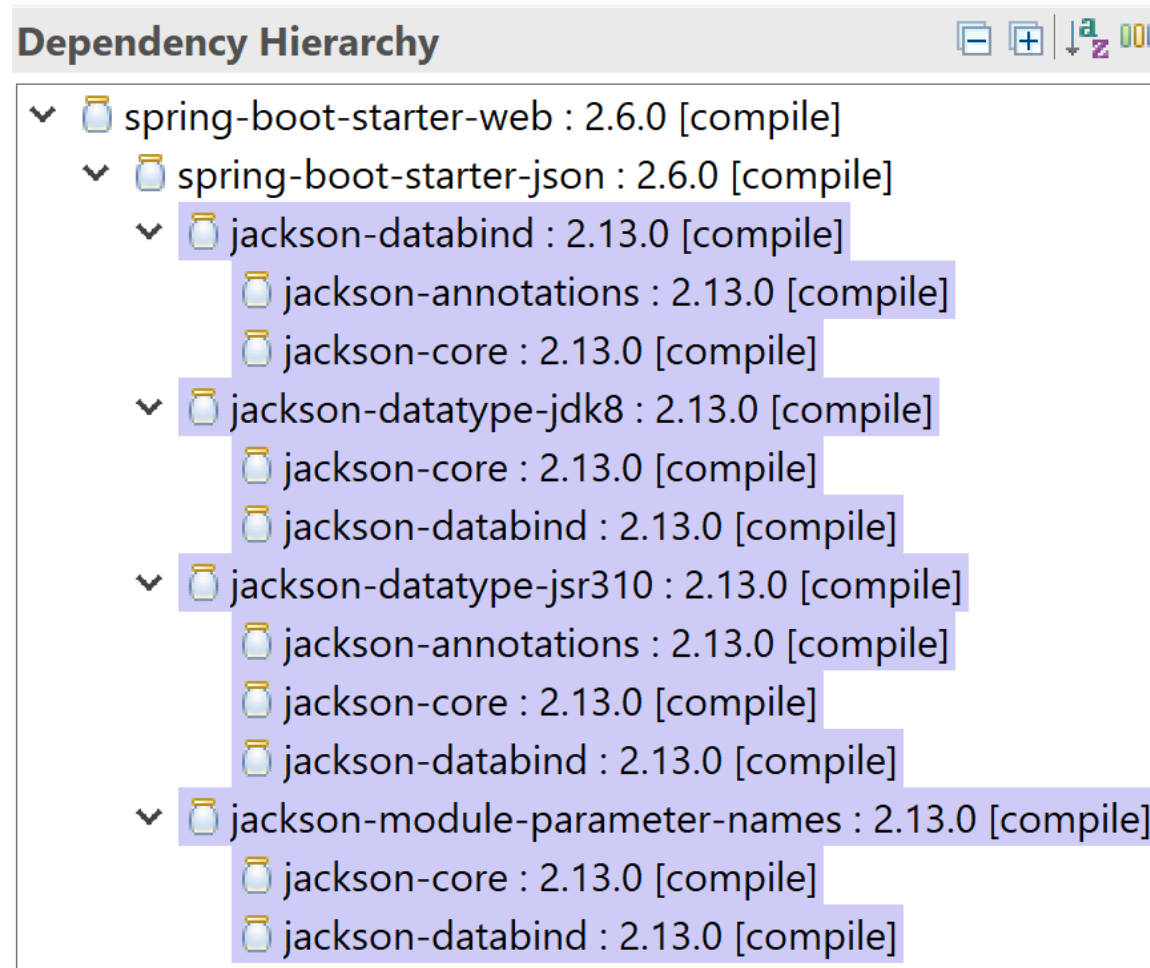 Dependency Hierarchy
spring-boot-starter-web : 2.6.0 [compile]
spring-boot-starter-json : 2.6.0 [compile]
jackson-databind : 2.13.0 [compile]
jackson-annotations : 2.13.0 [compile]
jackson-core : 2.13.0 [compile]
jackson-datatype-jdk8 : 2.13.0 [compile]
jackson-core : 2.13.0 [compile]
jackson-databind : 2.13.0 [compile]
jackson-datatype-jsr310 : 2.13.0 [compile]
jackson-annotations : 2.13.0 [compile]
jackson-core : 2.13.0 [compile]
jackson-databind : 2.13.0 [compile]
jackson-module-parameter-names : 2.13.0 [compile]
jackson-core : 2.13.0 [compile]
jackson-databind : 2.13.0 [compile]